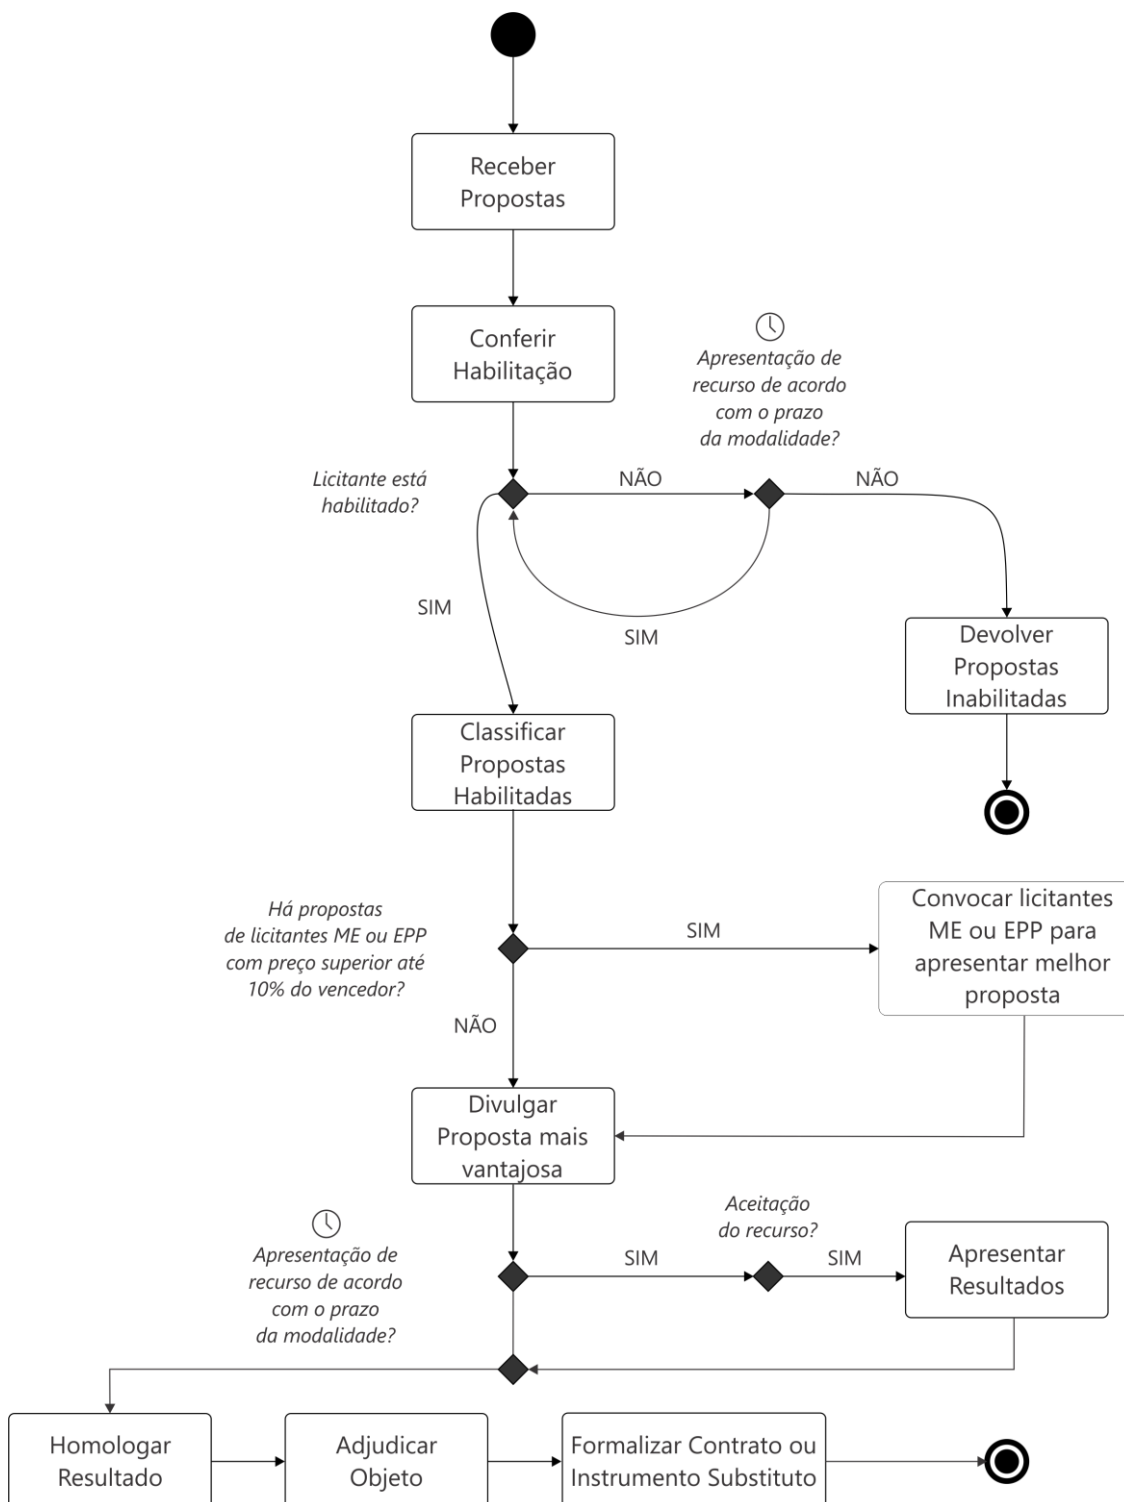 Receber
Propostas
Conferir
Habilitação
Apresentação de
recurso de acordo
com o prazo
da modalidade?
Licitante está
habilitado?
NÃO
NÃO
SIM
SIM
Devolver
Propostas
Inabilitadas
Classificar
Propostas
Habilitadas
Há propostas
de licitantes ME ou EPP
com preço superior até
10% do vencedor?
SIM
Convocar licitantes
ME ou EPP para
apresentar melhor
proposta
NÃO
Divulgar
Proposta mais
vantajosa
Apresentação de
recurso de acordo
com o prazo
da modalidade?
SIM
Aceitação
do recurso?
SIM
Apresentar
Resultados
Homologar
Resultado
Adjudicar
Objeto
Formalizar Contrato ou
Instrumento Substituto